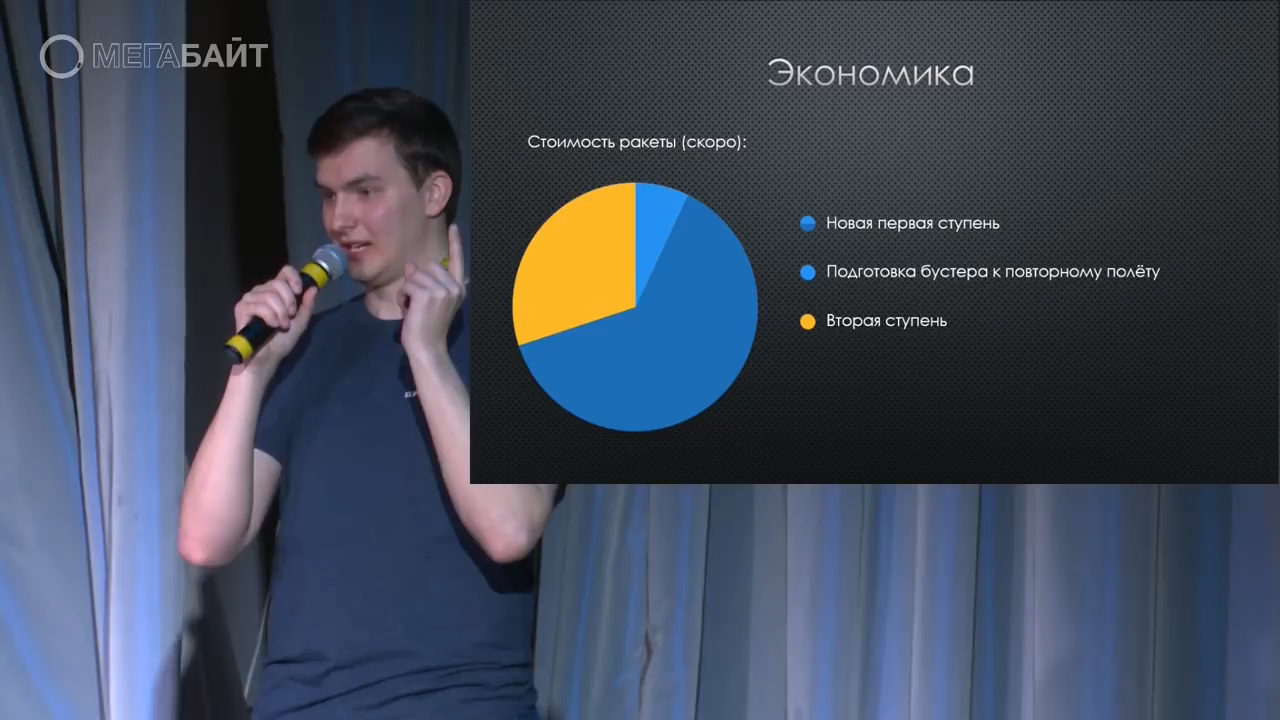 МЕГАБАЙТ
Экономика
Стоимость ракеты (скоро):
Новая первая ступень
Подготовка бустера к повторному полёту
Вторая ступень